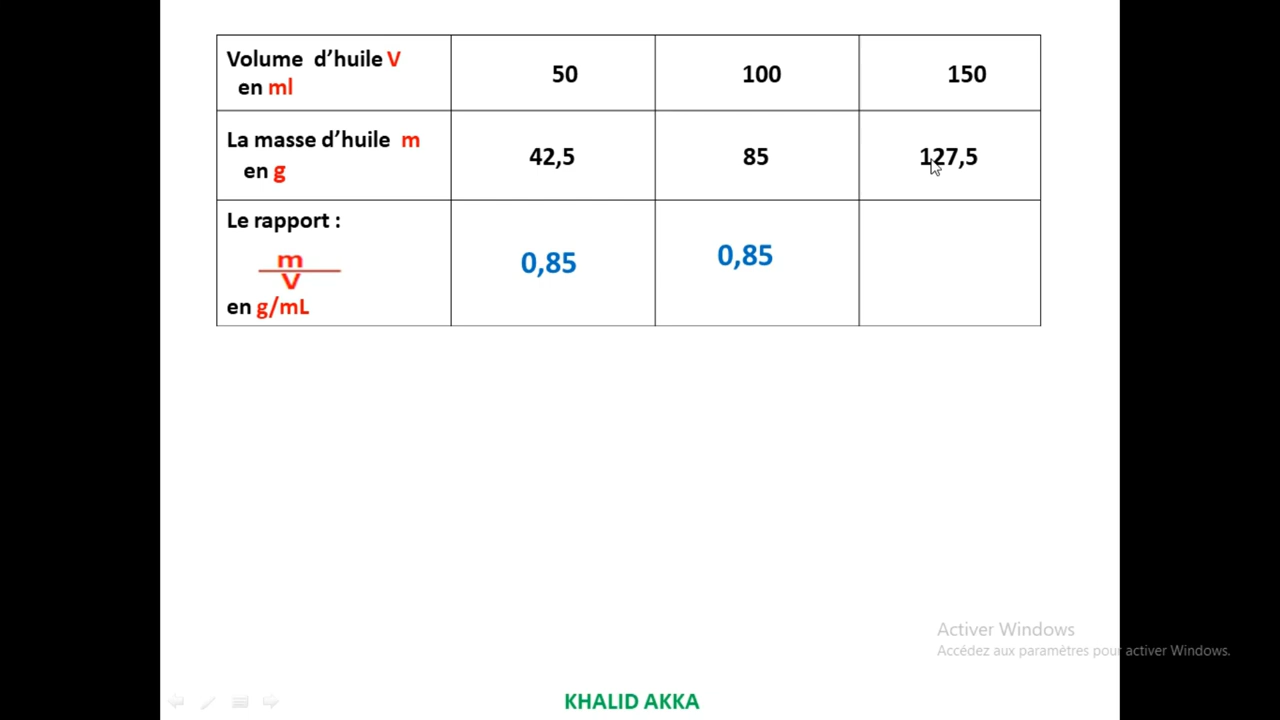 Volume d’huile V
en ml
50
100
150
La masse d’huile m
en g
42,5
85
127,5
Le rapport :
m
V
en g/mL
0,85
0,85
Activer Windows
Accédez aux paramètres pour activer Windows.
KHALID AKKA